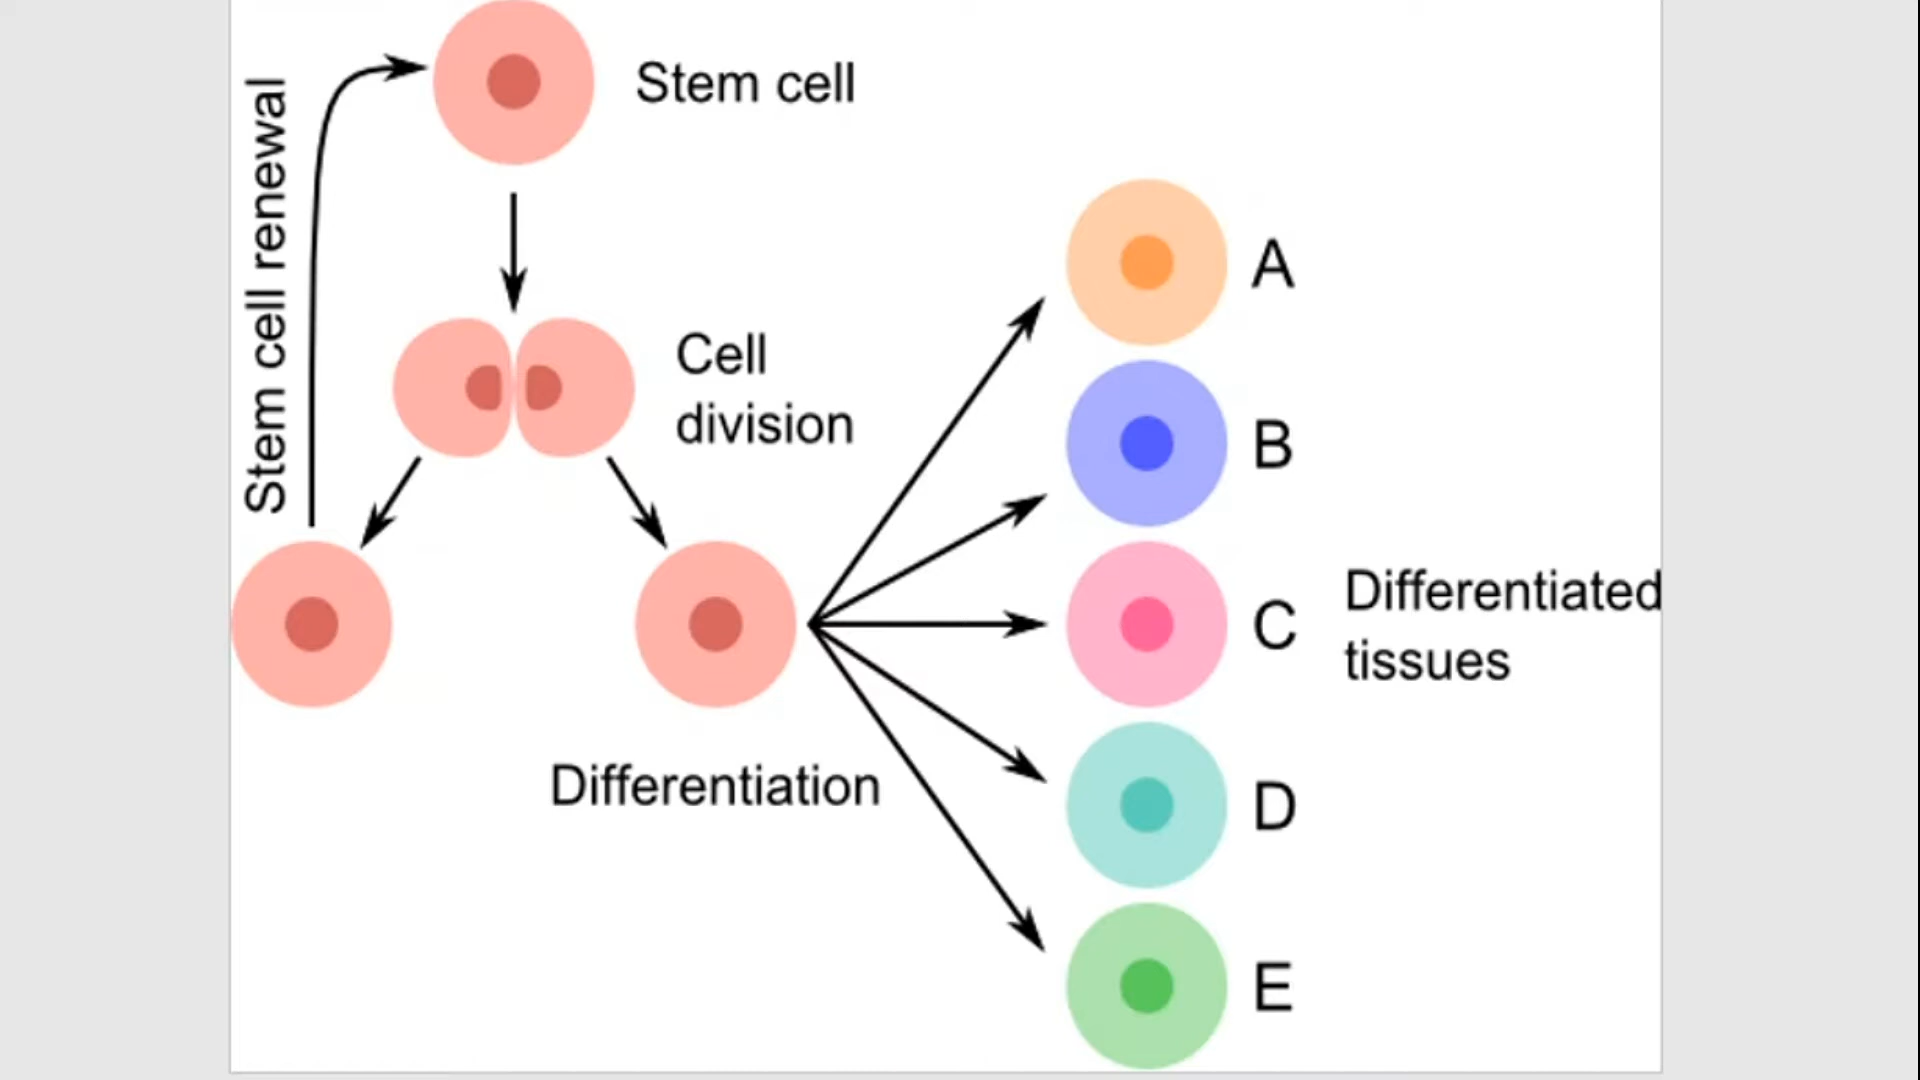 Stem cell renewal
Stem cell
Cell
division
Differentiation
A
B
C
D
E
Differentiated
tissues